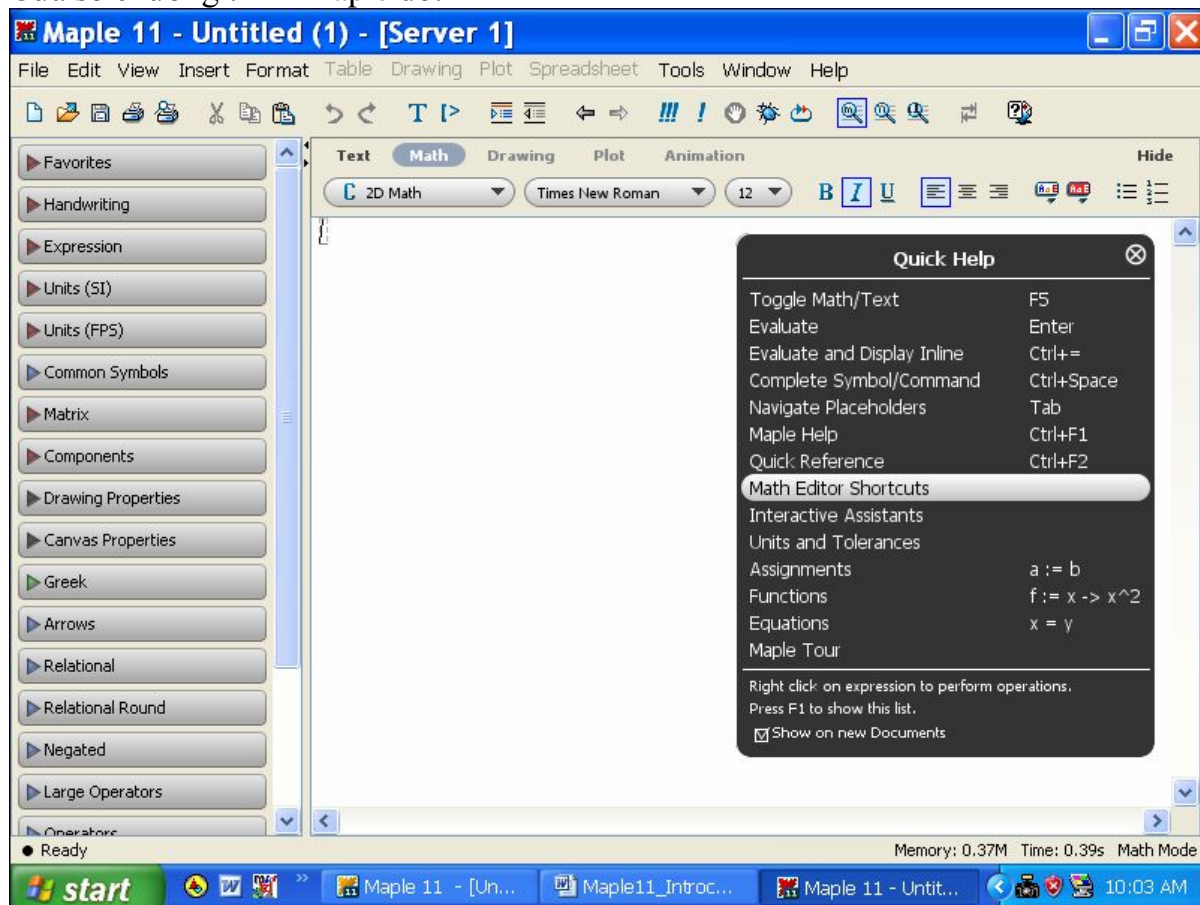 Maple 11 - Untitled (1) - [Server 1]
File Edit View Insert Format Table Drawing Plot Spreadsheet Tools Window Help
Text Math Drawing Plot Animation Hide
C 2D Math Times New Roman 12 B I U
Favorites
Handwriting
Expression
Units (SI)
Units (FPS)
Common Symbols
Matrix
Components
Drawing Properties
Canvas Properties
Greek
Arrows
Relational
Relational Round
Negated
Large Operators
Operators
Quick Help
Toggle Math/Text F5
Evaluate Enter
Evaluate and Display Inline Ctrl+=
Complete Symbol/Command Ctrl+Space
Navigate Placeholders Tab
Maple Help Ctrl+F1
Quick Reference Ctrl+F2
Math Editor Shortcuts
Interactive Assistants
Units and Tolerances
Assignments a := b
Functions f := x -> x^2
Equations x = y
Maple Tour
Right click on expression to perform operations.
Press F1 to show this list.
Show on new Documents
Ready Memory: 0.37M Time: 0.39s Math Mode
start Maple 11 - [Un... Maple11_Introc... Maple 11 - Untit... 10:03 AM